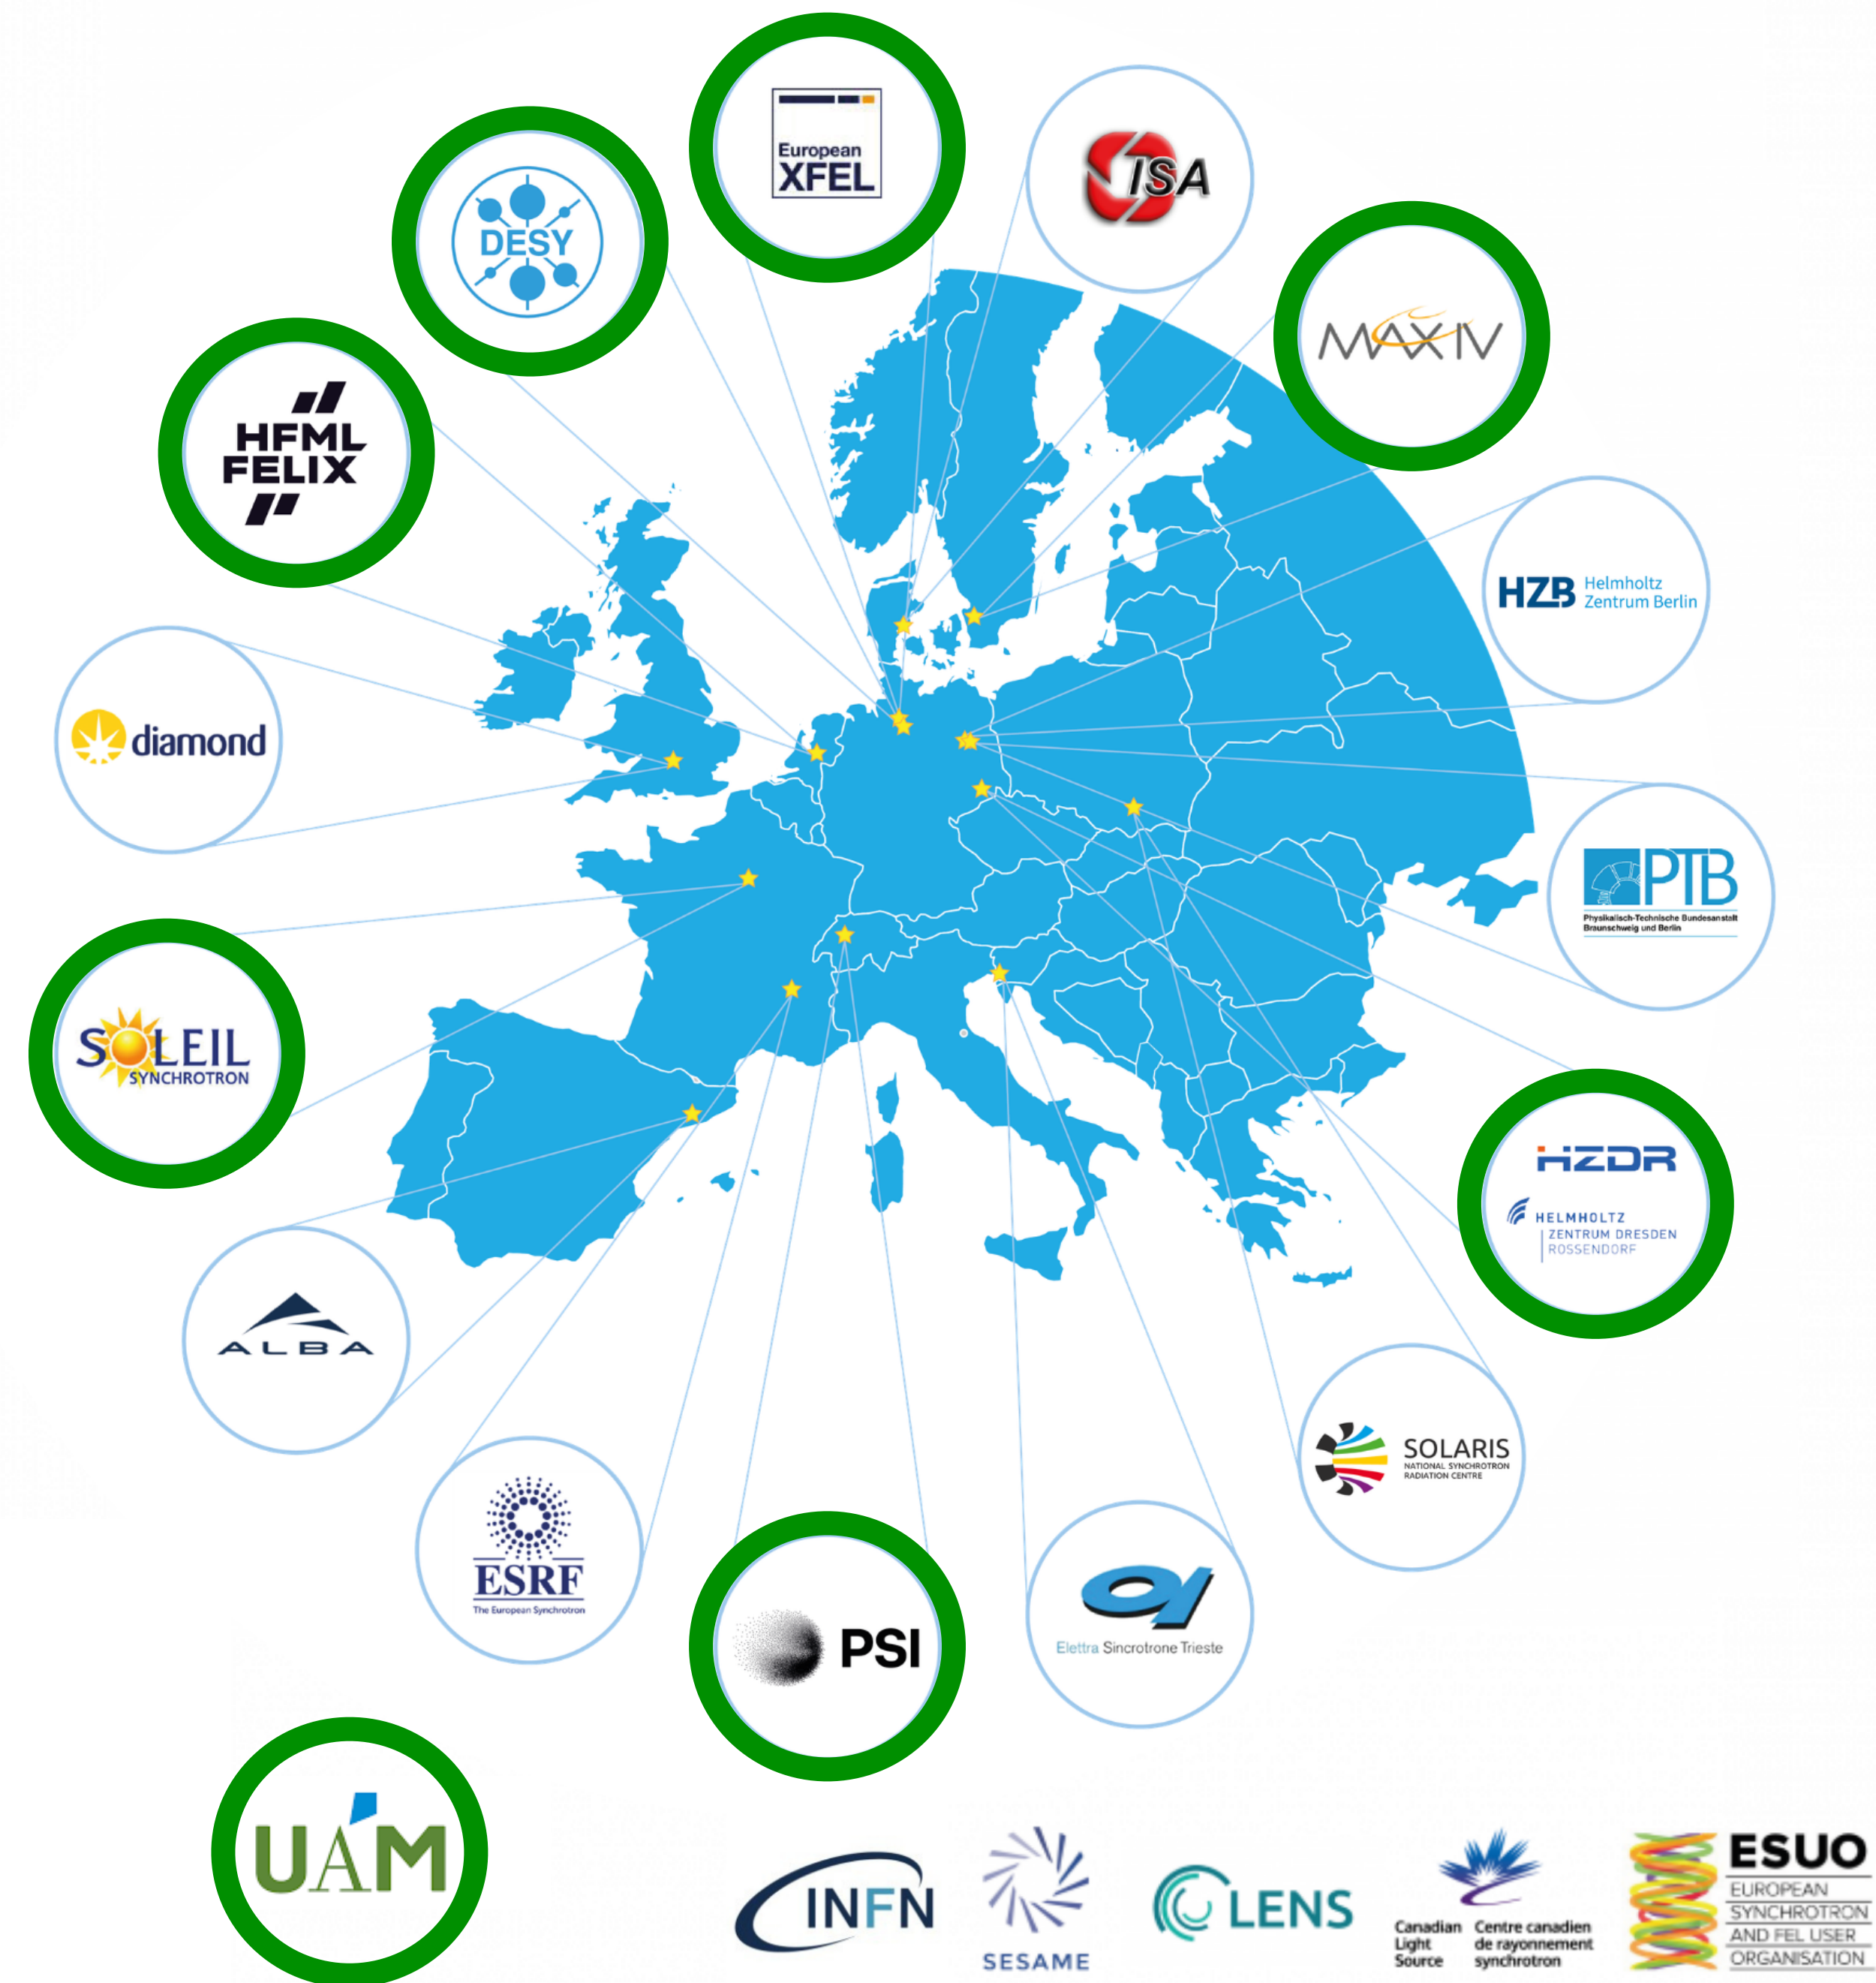 European
XFEL
ISA
DESY
MAX IV
HFML
FELIX
HZB Helmholtz
Zentrum Berlin
diamond
PTB
Physikalisch-Technische Bundesanstalt
Braunschweig und Berlin
SOLEIL
SYNCHROTRON
HZDR
HELMHOLTZ
ZENTRUM DRESDEN
ROSSENDORF
ALBA
SOLARIS
NATIONAL SYNCHROTRON
RADIATION CENTRE
ESRF
The European Synchrotron
PSI
Elettra Sincrotrone Trieste
UAM
INFN
SESAME
LENS
Canadian Centre canadien
Light de rayonnement
Source synchrotron
ESUO
EUROPEAN
SYNCHROTRON
AND FEL USER
ORGANISATION